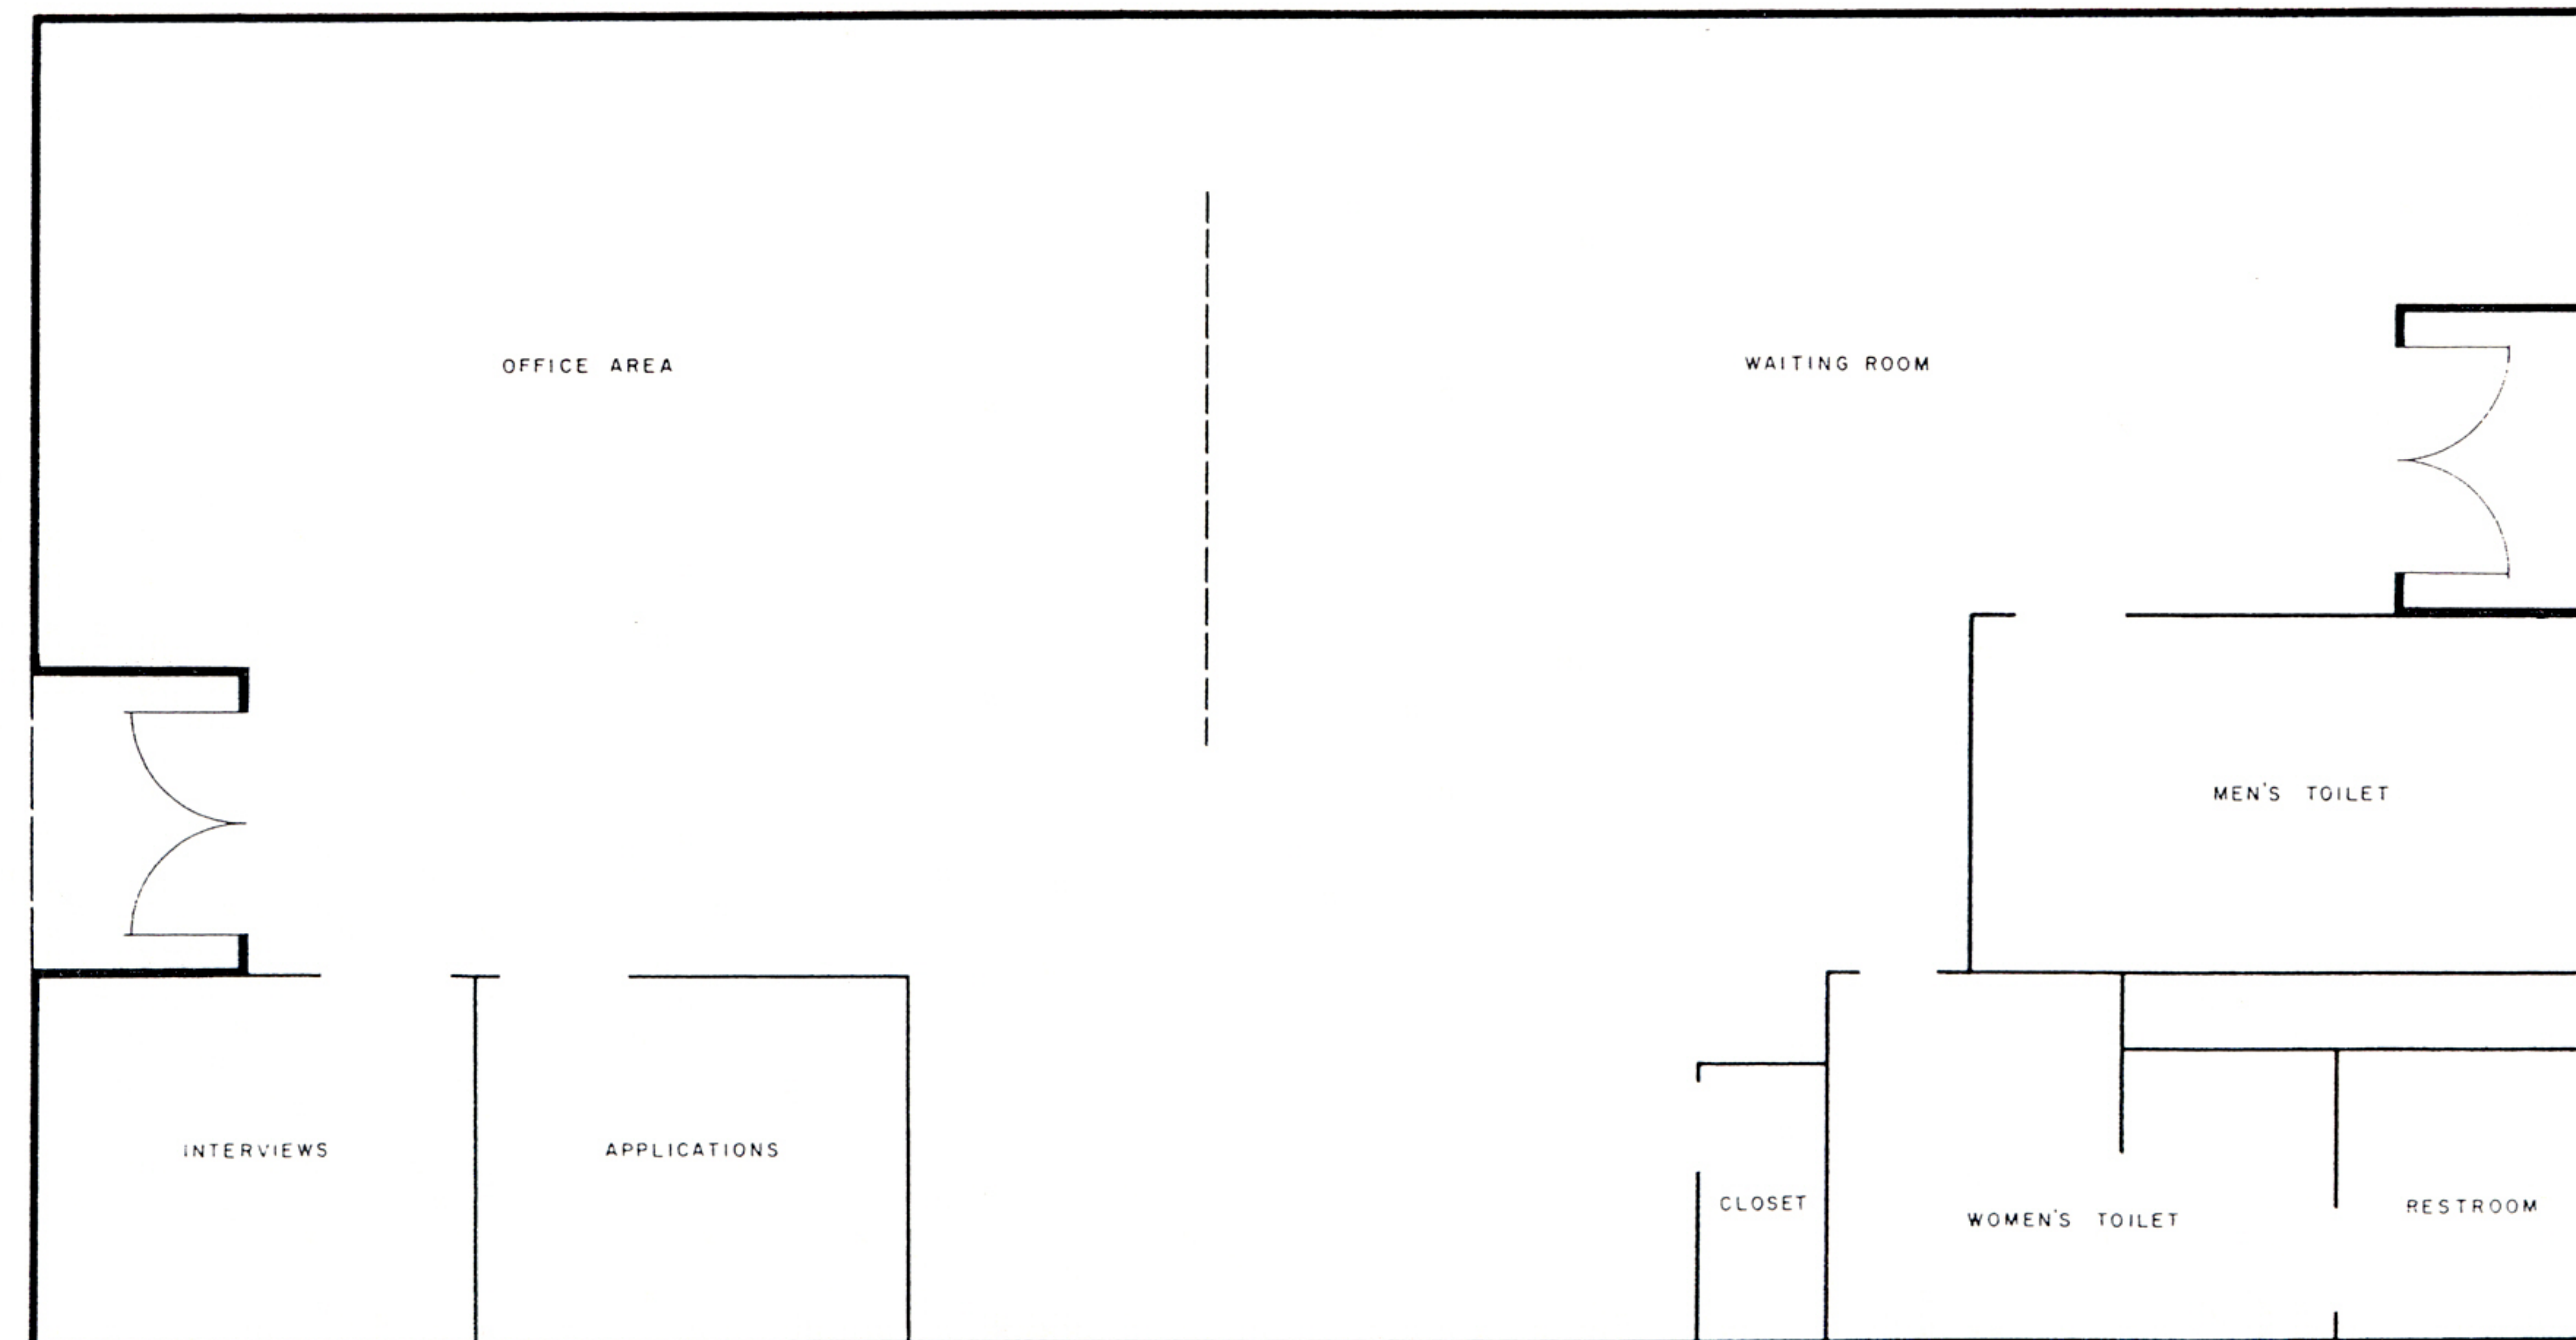 OFFICE AREA
WAITING ROOM
MEN'S TOILET
INTERVIEWS
APPLICATIONS
CLOSET
WOMEN'S TOILET
RESTROOM